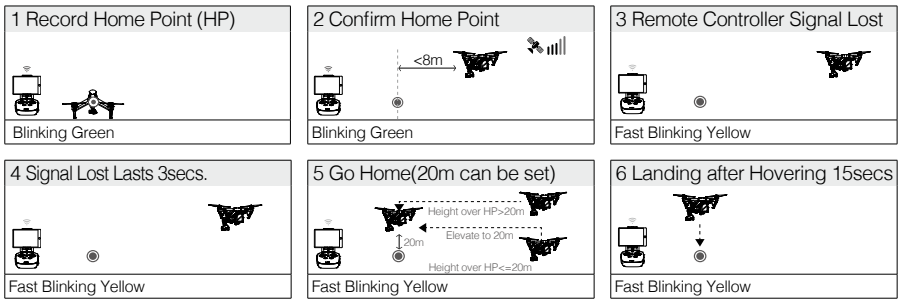 1 Record Home Point (HP)
Blinking Green
2 Confirm Home Point
<8m
Blinking Green
3 Remote Controller Signal Lost
Fast Blinking Yellow
4 Signal Lost Lasts 3secs.
Fast Blinking Yellow
5 Go Home(20m can be set)
Height over HP>20m
Elevate to 20m
20m
Height over HP<=20m
Fast Blinking Yellow
6 Landing after Hovering 15secs
Fast Blinking Yellow